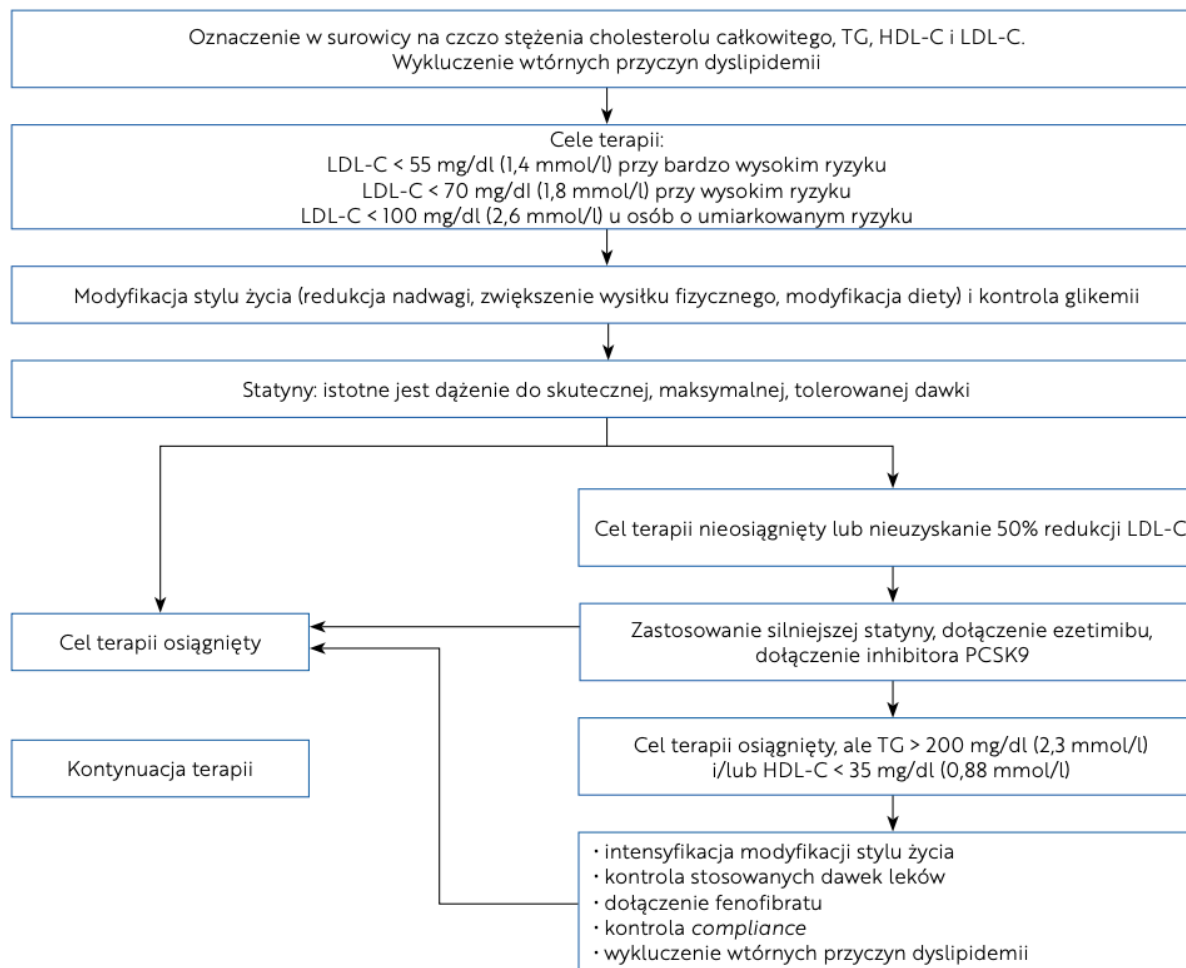 Oznaczenie w surowicy na czczo stężenia cholesterolu całkowitego, TG, HDL-C i LDL-C.
Wykluczenie wtórnych przyczyn dyslipidemii
Cele terapii:
LDL-C < 55 mg/dl (1,4 mmol/l) przy bardzo wysokim ryzyku
LDL-C < 70 mg/dl (1,8 mmol/l) przy wysokim ryzyku
LDL-C < 100 mg/dl (2,6 mmol/l) u osób o umiarkowanym ryzyku
Modyfikacja stylu życia (redukcja nadwagi, zwiększenie wysiłku fizycznego, modyfikacja diety) i kontrola glikemii
Statyny: istotne jest dążenie do skutecznej, maksymalnej, tolerowanej dawki
Cel terapii nieosiągnięty lub nieuzyskanie 50% redukcji LDL-C
Cel terapii osiągnięty
Zastosowanie silniejszej statyny, dołączenie ezetimibu,
dołączenie inhibitora PCSK9
Kontynuacja terapii
Cel terapii osiągnięty, ale TG > 200 mg/dl (2,3 mmol/l)
i/lub HDL-C < 35 mg/dl (0,88 mmol/l)
· intensyfikacja modyfikacji stylu życia
· kontrola stosowanych dawek leków
· dołączenie fenofibratu
· kontrola compliance
· wykluczenie wtórnych przyczyn dyslipidemii